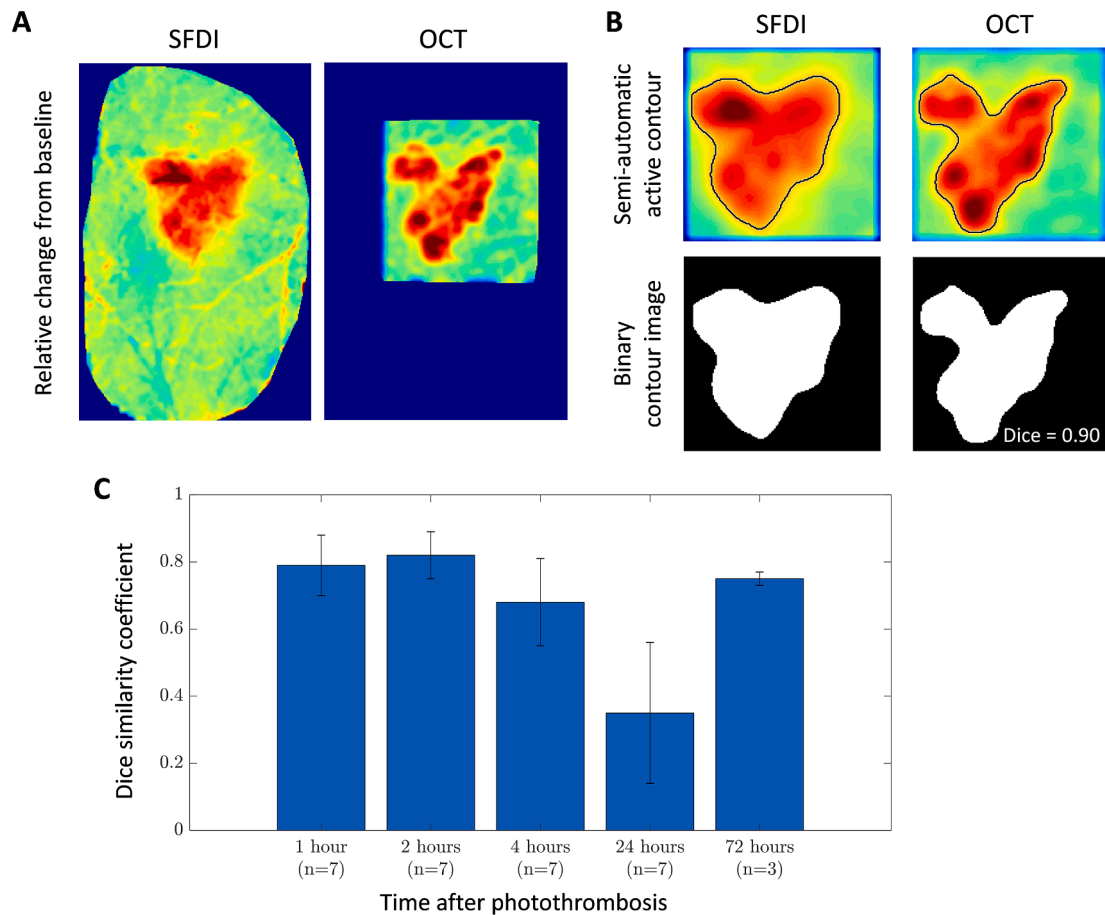 A
SFDI
OCT
Relative change from baseline
B
SFDI
OCT
Semi-automatic
active contour
Binary
contour image
Dice = 0.90
C
Dice similarity coefficient
1
0.8
0.6
0.4
0.2
0
1 hour
(n=7)
2 hours
(n=7)
4 hours
(n=7)
24 hours
(n=7)
72 hours
(n=3)
Time after photothrombosis